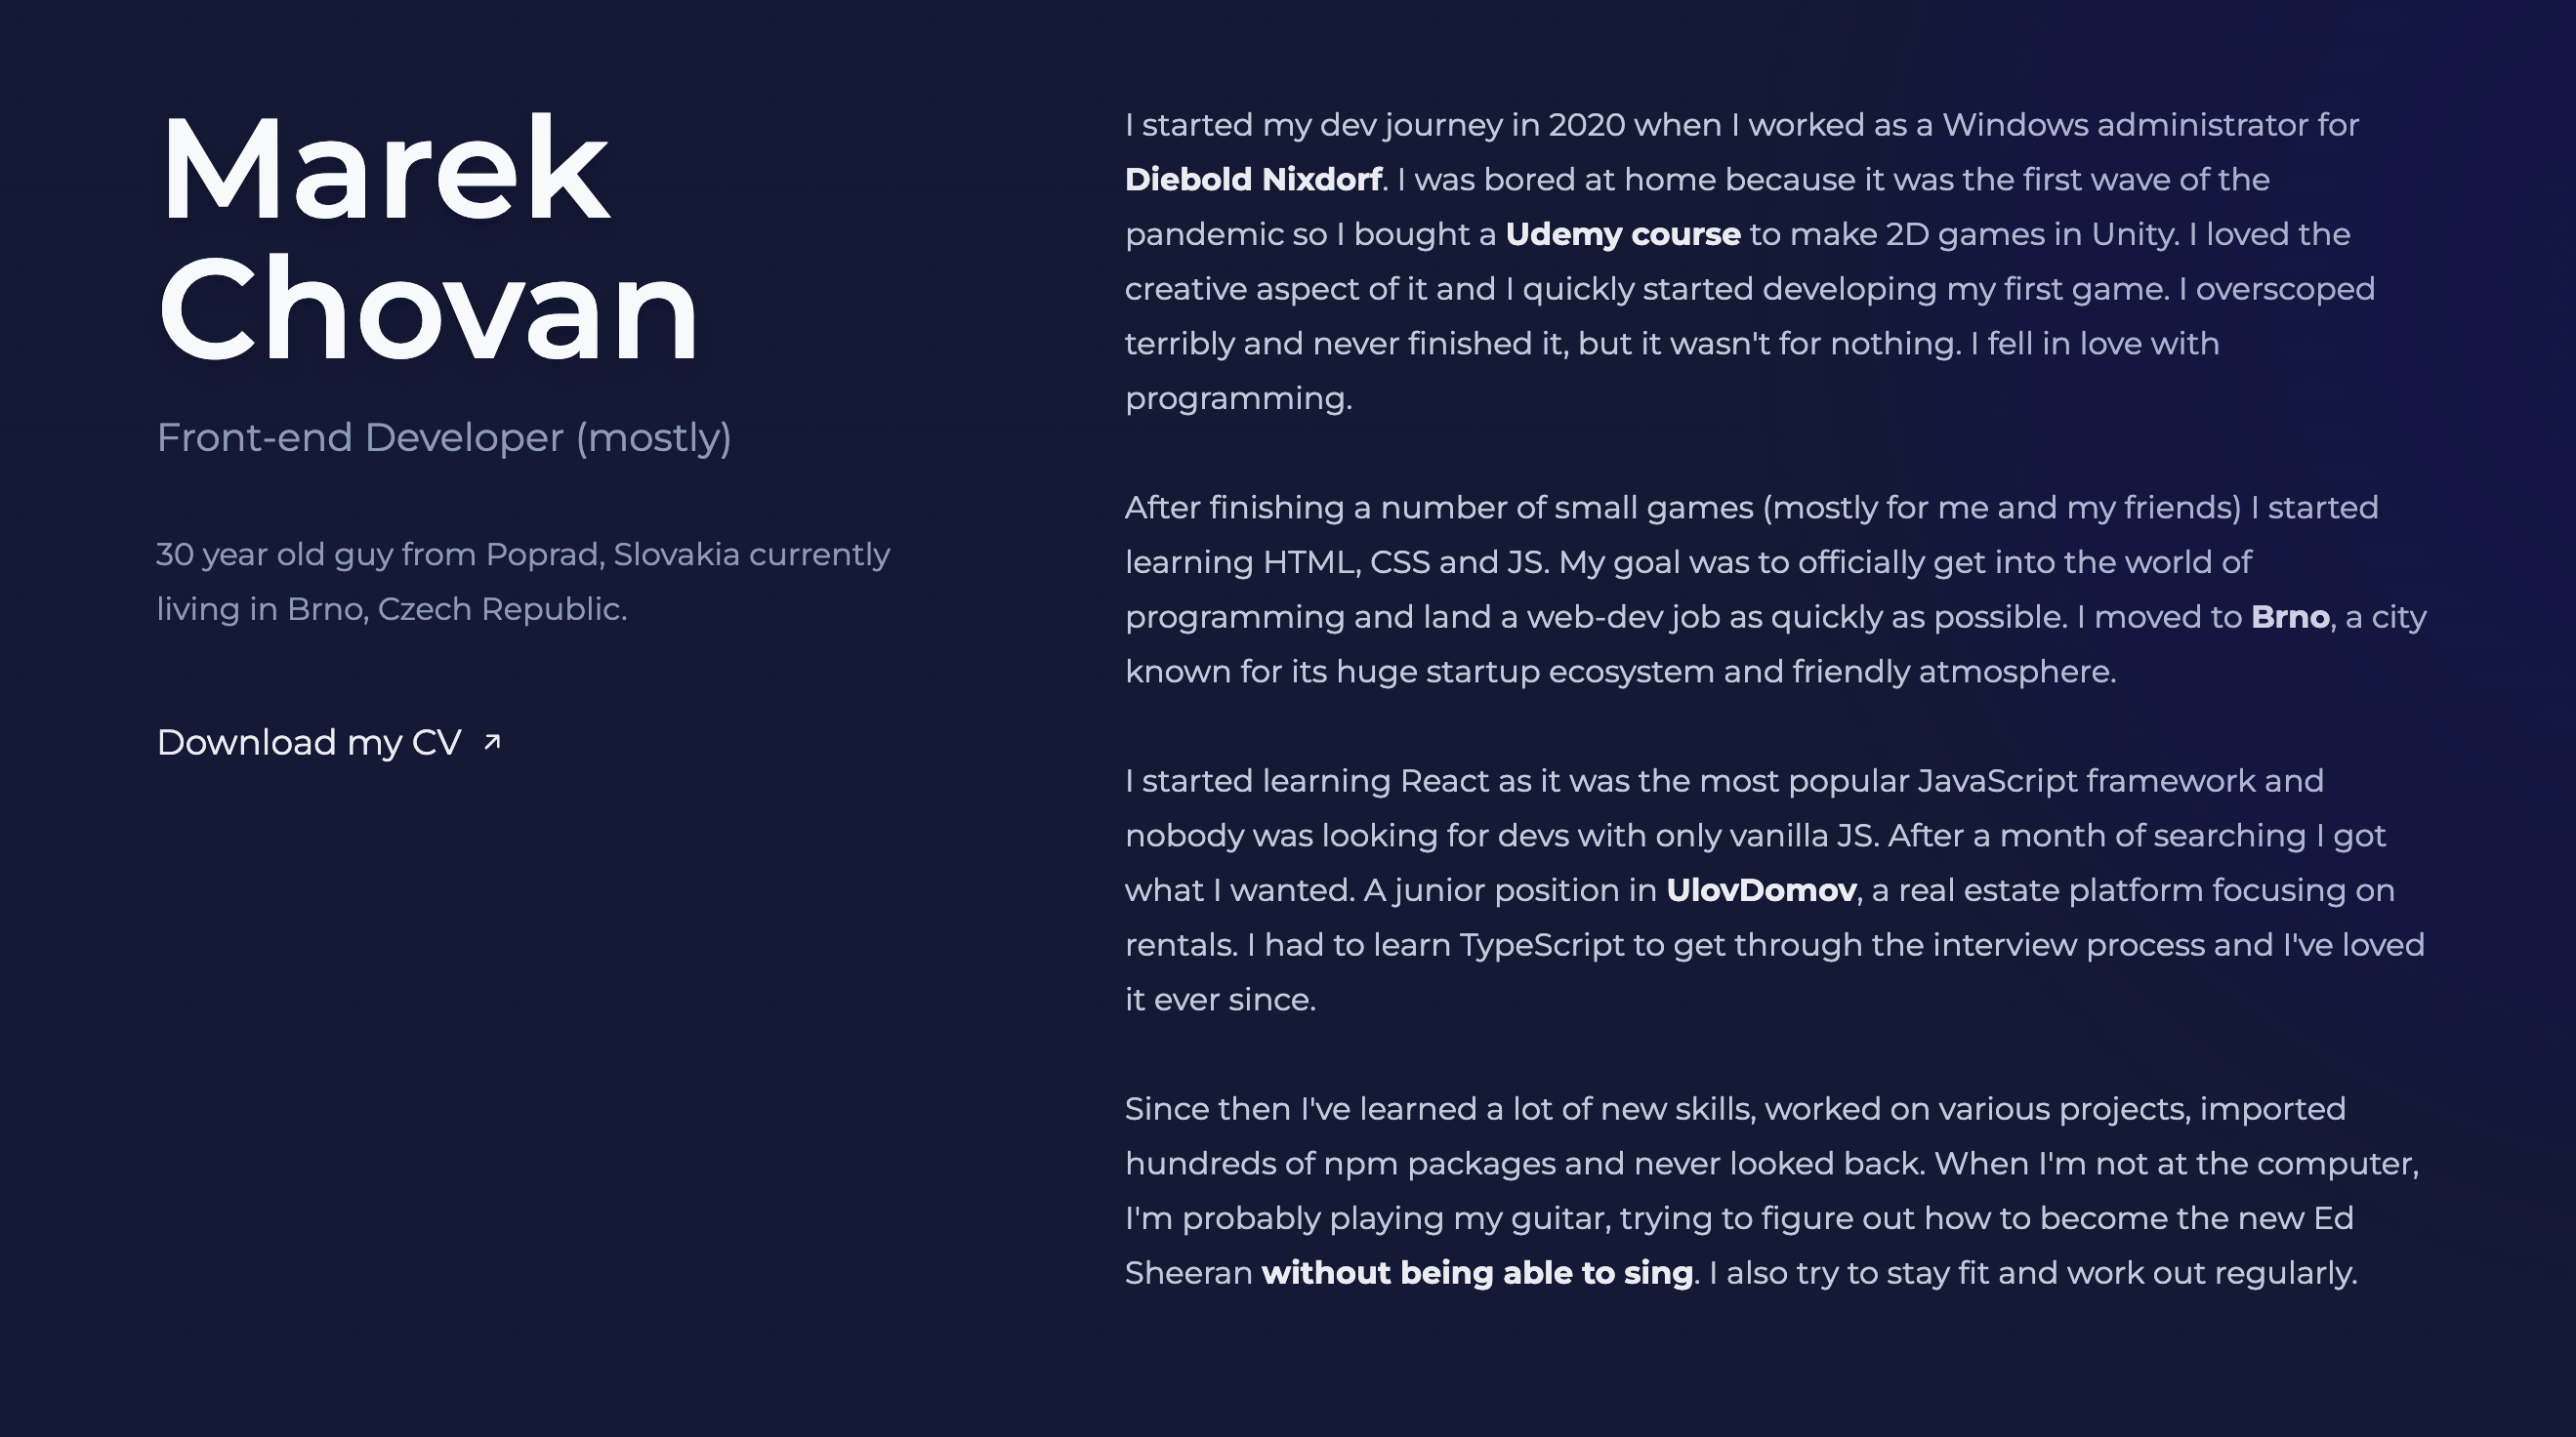 Marek
Chovan
Front-end Developer (mostly)
30 year old guy from Poprad, Slovakia currently
living in Brno, Czech Republic.
Download my CV ↗
I started my dev journey in 2020 when I worked as a Windows administrator for
Diebold Nixdorf. I was bored at home because it was the first wave of the
pandemic so I bought a Udemy course to make 2D games in Unity. I loved the
creative aspect of it and I quickly started developing my first game. I overscoped
terribly and never finished it, but it wasn't for nothing. I fell in love with
programming.
After finishing a number of small games (mostly for me and my friends) I started
learning HTML, CSS and JS. My goal was to officially get into the world of
programming and land a web-dev job as quickly as possible. I moved to Brno, a city
known for its huge startup ecosystem and friendly atmosphere.
I started learning React as it was the most popular JavaScript framework and
nobody was looking for devs with only vanilla JS. After a month of searching I got
what I wanted. A junior position in UlovDomov, a real estate platform focusing on
rentals. I had to learn TypeScript to get through the interview process and I've loved
it ever since.
Since then I've learned a lot of new skills, worked on various projects, imported
hundreds of npm packages and never looked back. When I'm not at the computer,
I'm probably playing my guitar, trying to figure out how to become the new Ed
Sheeran without being able to sing. I also try to stay fit and work out regularly.